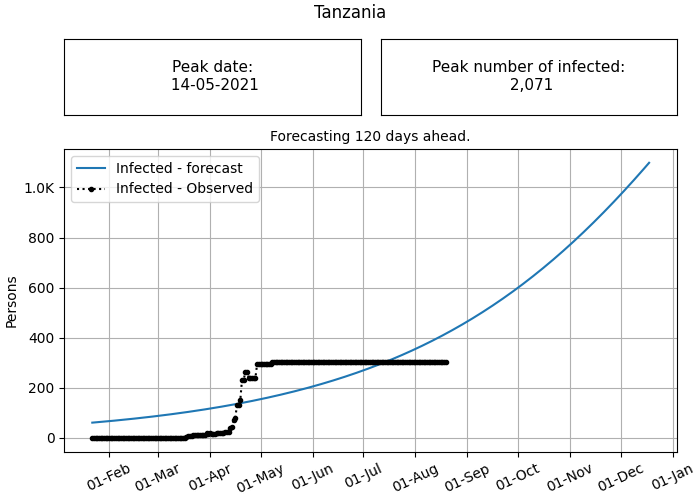 Tanzania
Peak date:
14-05-2021
Peak number of infected:
2,071
Forecasting 120 days ahead.
Infected - forecast
Infected - Observed
Persons
1.0K
800
600
400
200
0
01-Feb
01-Mar
01-Apr
01-May
01-Jun
01-Jul
01-Aug
01-Sep
01-Oct
01-Nov
01-Dec
01-Jan